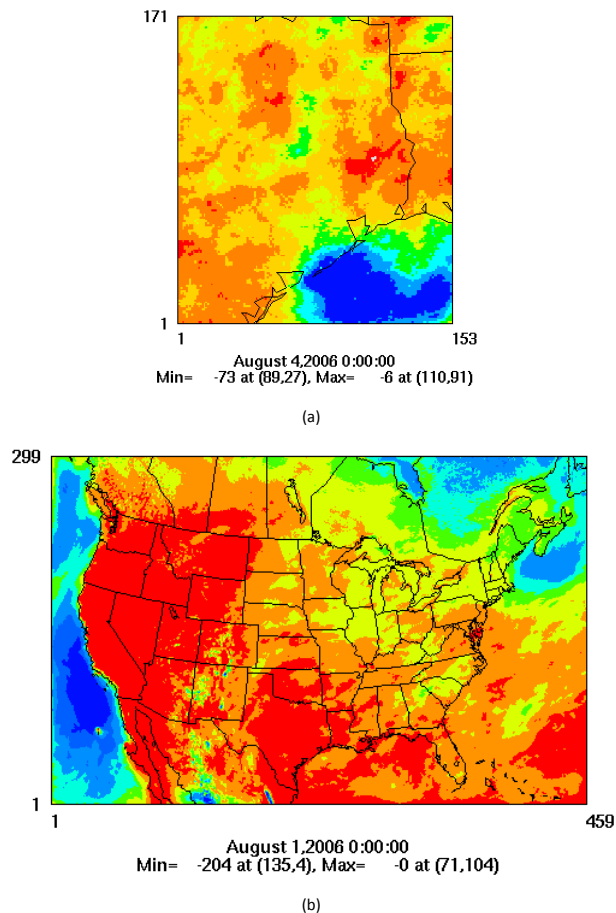 171
1
1 153
August 4,2006 0:00:00
Min= -73 at (89,27), Max= -6 at (110,91)
(a)
299
1
1 459
August 1,2006 0:00:00
Min= -204 at (135,4), Max= -0 at (71,104)
(b)